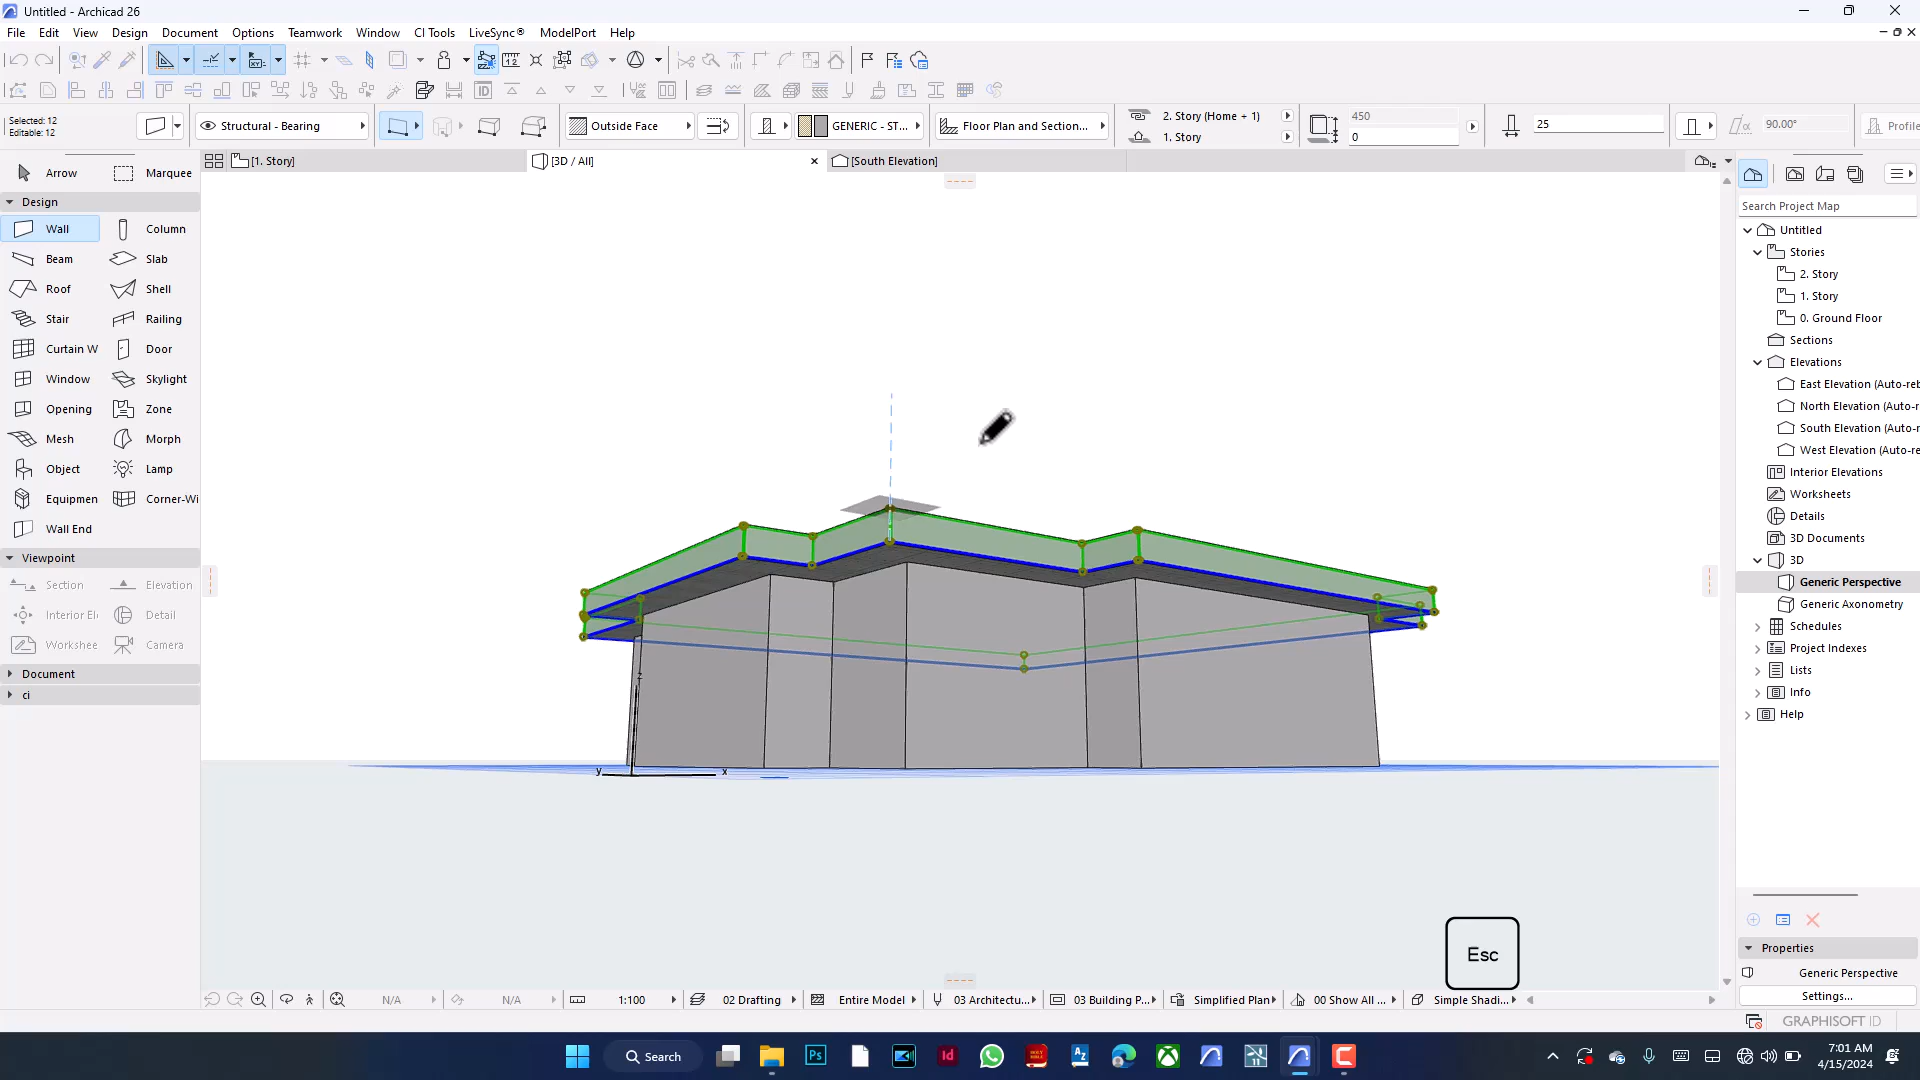 Untitled - Archicad 26
File Edit View Design Document Options Teamwork Window CI Tools LiveSync® ModelPort Help
Selected: 12
Editable: 12
Structural - Bearing
Outside Face
GENERIC - ST...
Floor Plan and Section...
2. Story (Home + 1)
1. Story
450
0
25
90.00°
Profile
[1. Story]
[3D / All]
[South Elevation]
Arrow Marquee
Design
Wall Column
Beam Slab
Roof Shell
Stair Railing
Curtain W Door
Window Skylight
Opening Zone
Mesh Morph
Object Lamp
Equipmen Corner-Wi
Wall End
Viewpoint
Section Elevation
Interior El Detail
Workshee Camera
Document
ci
z
y x
Esc
Search Project Map
Untitled
Stories
2. Story
1. Story
0. Ground Floor
Sections
Elevations
East Elevation (Auto-reb
North Elevation (Auto-r
South Elevation (Auto-r
West Elevation (Auto-re
Interior Elevations
Worksheets
Details
3D Documents
3D
Generic Perspective
Generic Axonometry
Schedules
Project Indexes
Lists
Info
Help
Properties
Generic Perspective
Settings...
N/A N/A 1:100 02 Drafting Entire Model 03 Architectu... 03 Building P... Simplified Plan 00 Show All ... Simple Shadi...
GRAPHISOFT ID
Search
7:01 AM
4/15/2024